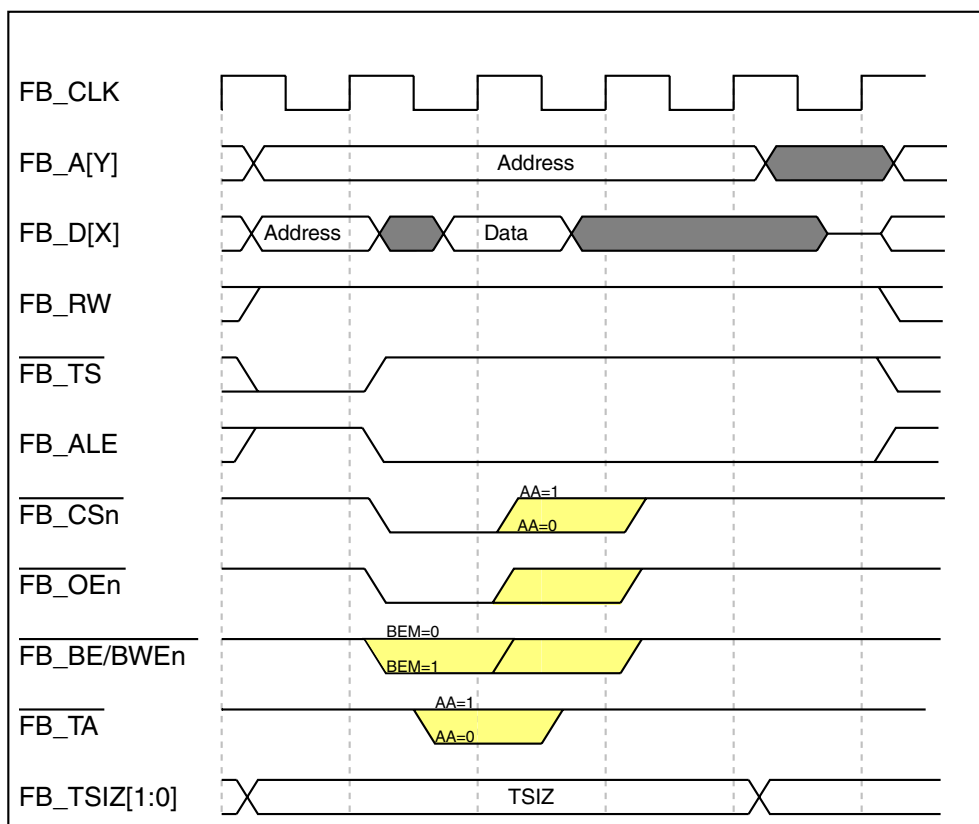 FB_CLK
FB_A[Y]
Address
FB_D[X]
Address
Data
FB_RW
FB_TS
FB_ALE
FB_CSn
AA=1
AA=0
FB_OEn
FB_BE/BWEn
BEM=0
BEM=1
FB_TA
AA=1
AA=0
FB_TSIZ[1:0]
TSIZ